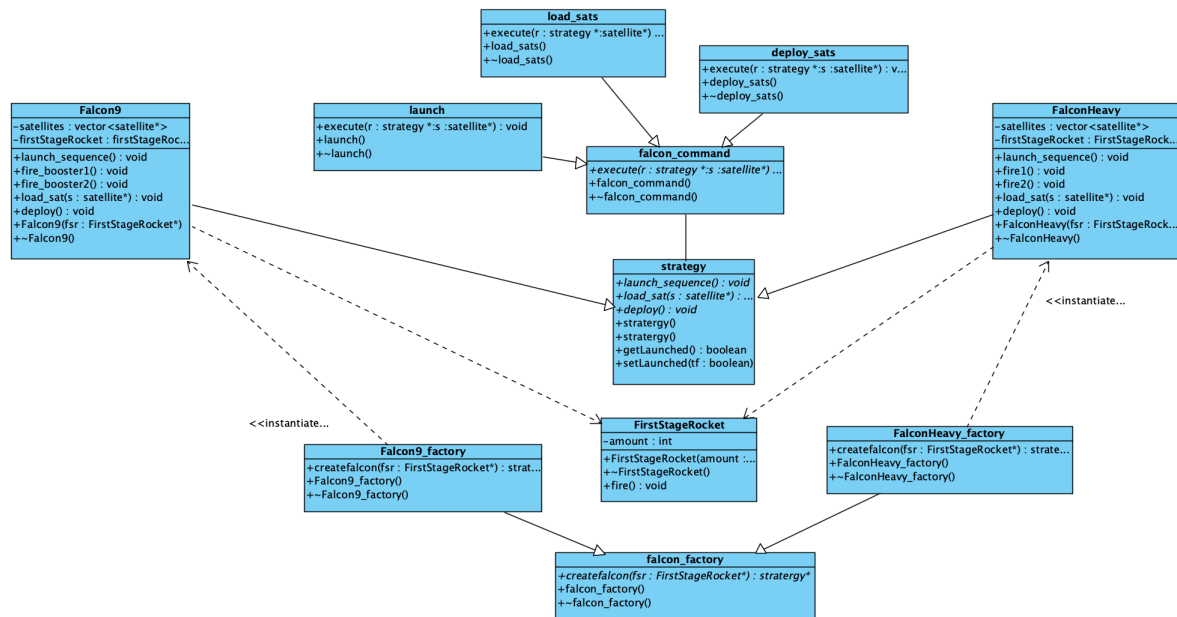 load_sats
+execute(r : strategy *:satellite*) ...
+load_sats()
+~load_sats()
deploy_sats
+execute(r : strategy *:s :satellite*) : v...
+deploy_sats()
+~deploy_sats()
Falcon9
-satellites : vector<satellite*>
-firstStageRocket : firstStageRoc...
+launch_sequence() : void
+fire_booster1() : void
+fire_booster2() : void
+load_sat(s : satellite*) : void
+deploy() : void
+Falcon9(fsr : FirstStageRocket*)
+~Falcon9()
launch
+execute(r : strategy *:s :satellite*) : void
+launch()
+~launch()
FalconHeavy
-satellites : vector<satellite*>
-firstStageRocket : FirstStageRock...
+launch_sequence() : void
+fire1() : void
+fire2() : void
+load_sat(s : satellite*) : void
+deploy() : void
+FalconHeavy(fsr : FirstStageRock...
+~FalconHeavy()
falcon_command
+execute(r : strategy *:s :satellite*) ...
+falcon_command()
+~falcon_command()
strategy
+launch_sequence() : void
+load_sat(s : satellite*) : ...
+deploy() : void
+stratergy()
+stratergy()
+getLaunched() : boolean
+setLaunched(tf : boolean)
<<instantiate...
<<instantiate...
FirstStageRocket
-amount : int
+FirstStageRocket(amount :...
+~FirstStageRocket()
+fire() : void
Falcon9_factory
+createfalcon(fsr : FirstStageRocket*) : strat...
+Falcon9_factory()
+~Falcon9_factory()
FalconHeavy_factory
+createfalcon(fsr : FirstStageRocket*) : strate...
+FalconHeavy_factory()
+~FalconHeavy_factory()
falcon_factory
+createfalcon(fsr : FirstStageRocket*) : stratergy*
+falcon_factory()
+~falcon_factory()